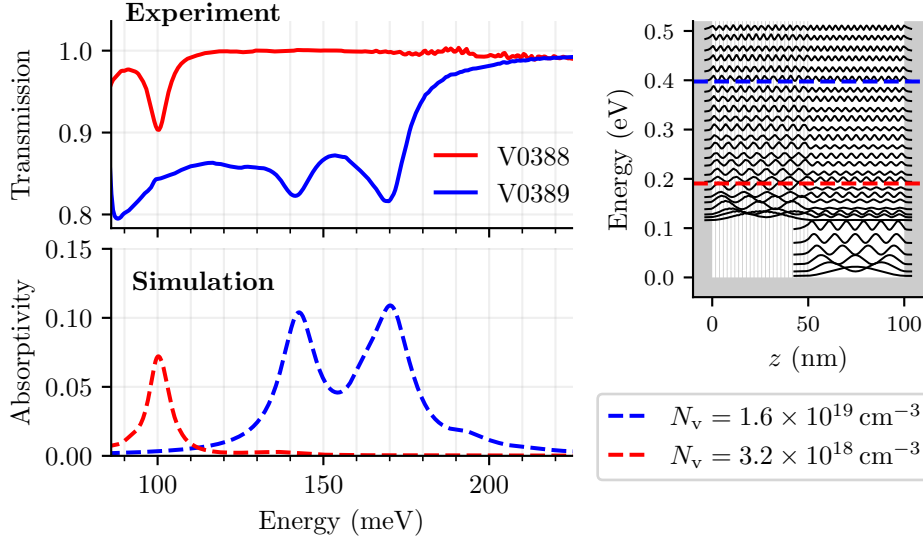 Experiment
Transmission
1.0
0.9
0.8
V0388
V0389
Simulation
Absorptivity
0.15
0.10
0.05
0.00
100
150
200
Energy (meV)
Energy (eV)
0.5
0.4
0.3
0.2
0.1
0.0
0
50
100
z (nm)
N_v = 1.6 × 10^19 cm^−3
N_v = 3.2 × 10^18 cm^−3